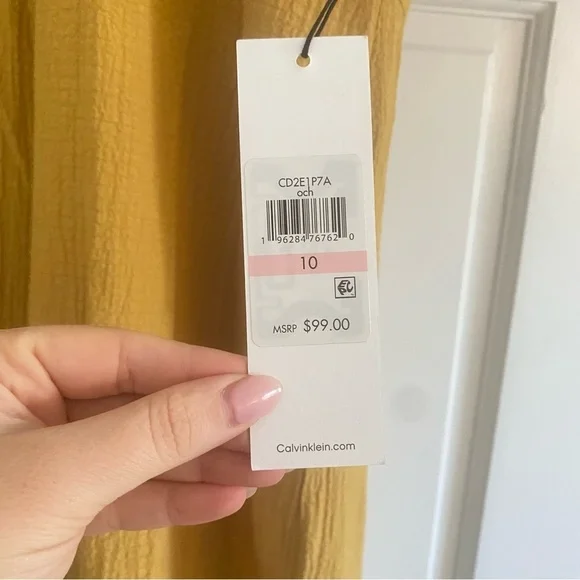 CD2E1P7A
och
1 96284 76762 0
10
MSRP $99.00
Calvinklein.com